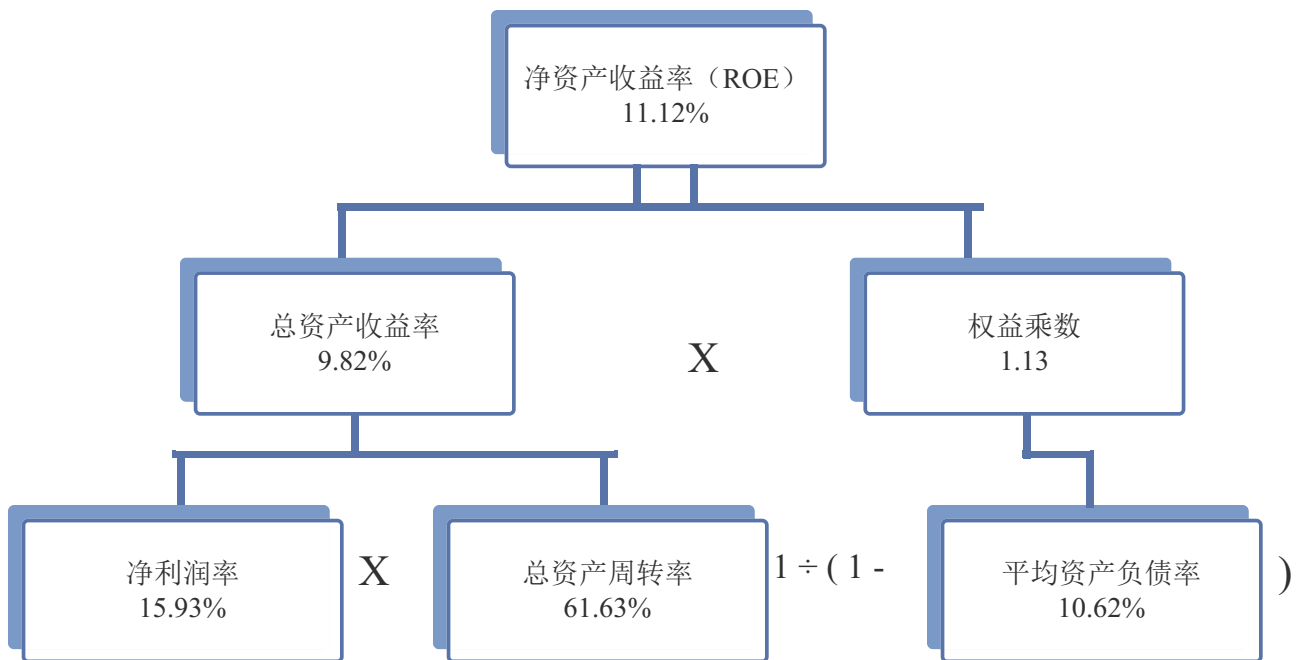 净资产收益率（ROE）
11.12%
总资产收益率
9.82%
X
权益乘数
1.13
净利润率
15.93%
X
总资产周转率
61.63%
1 ÷ ( 1 -
平均资产负债率
10.62%
)